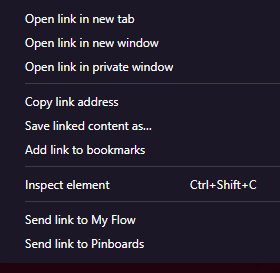 Open link in new tab
Open link in new window
Open link in private window
Copy link address
Save linked content as...
Add link to bookmarks
Inspect element Ctrl+Shift+C
Send link to My Flow
Send link to Pinboards